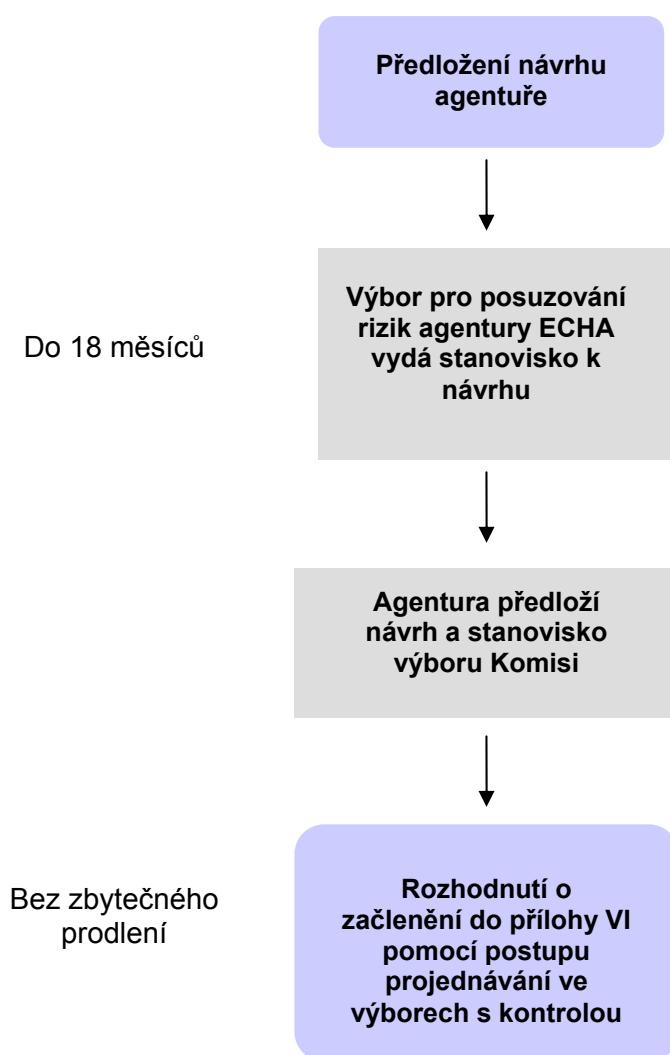 Předložení návrhu
agentuře
Do 18 měsíců
Výbor pro posuzování
rizik agentury ECHA
vydá stanovisko k
návrhu
Agentura předloží
návrh a stanovisko
výboru Komisi
Bez zbytečného
prodlení
Rozhodnutí o
začlenění do přílohy VI
pomocí postupu
projednávání ve
výborech s kontrolou